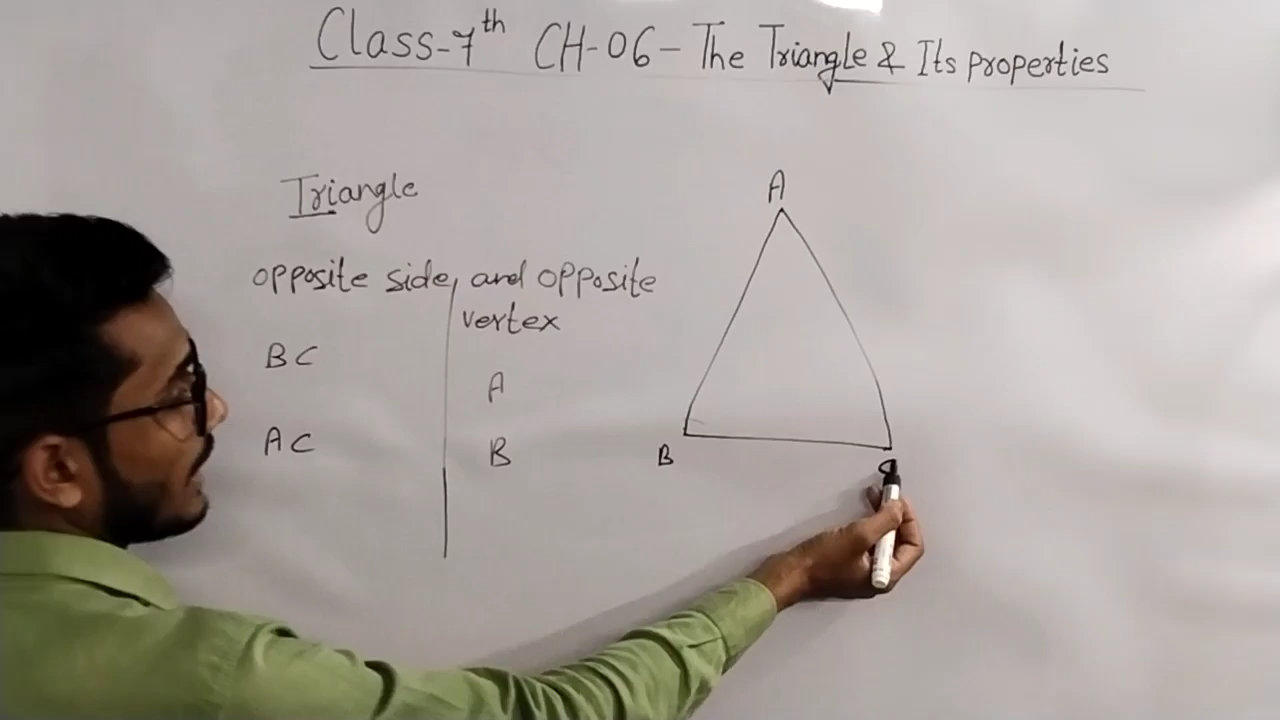 Class-7th CH-06- The Triangle & Its properties
Triangle
opposite side, and opposite
vertex
BC
A
AC
B
A
B
C